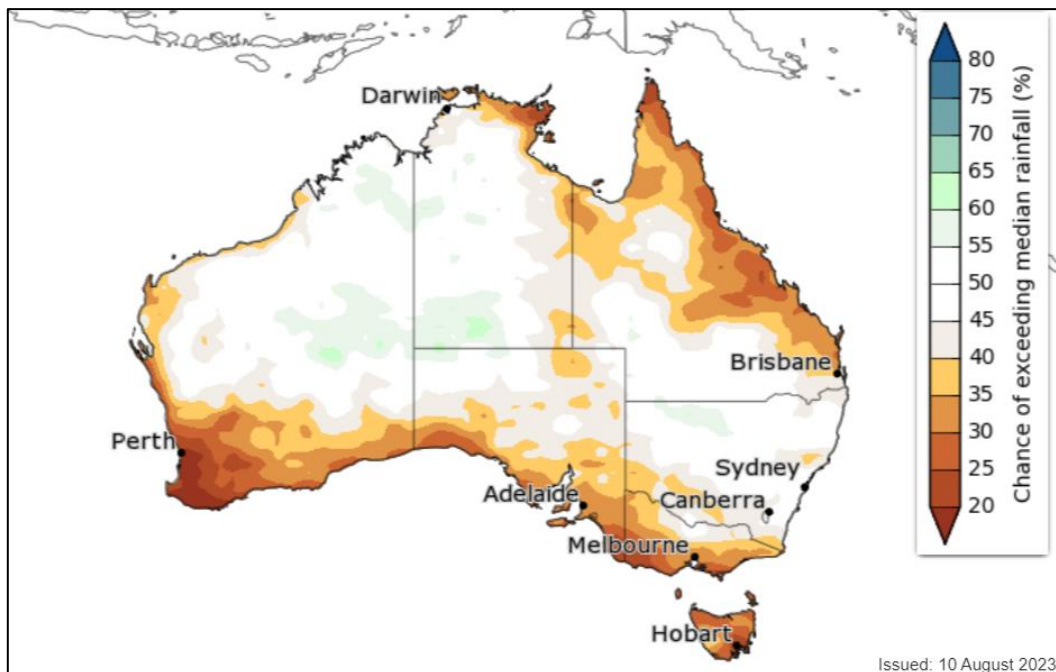 Darwin
Brisbane
Perth
Sydney
Adelaide
Canberra
Melbourne
Hobart
80
75
70
65
60
55
50
45
40
35
30
25
20
Chance of exceeding median rainfall (%)
Issued: 10 August 2023